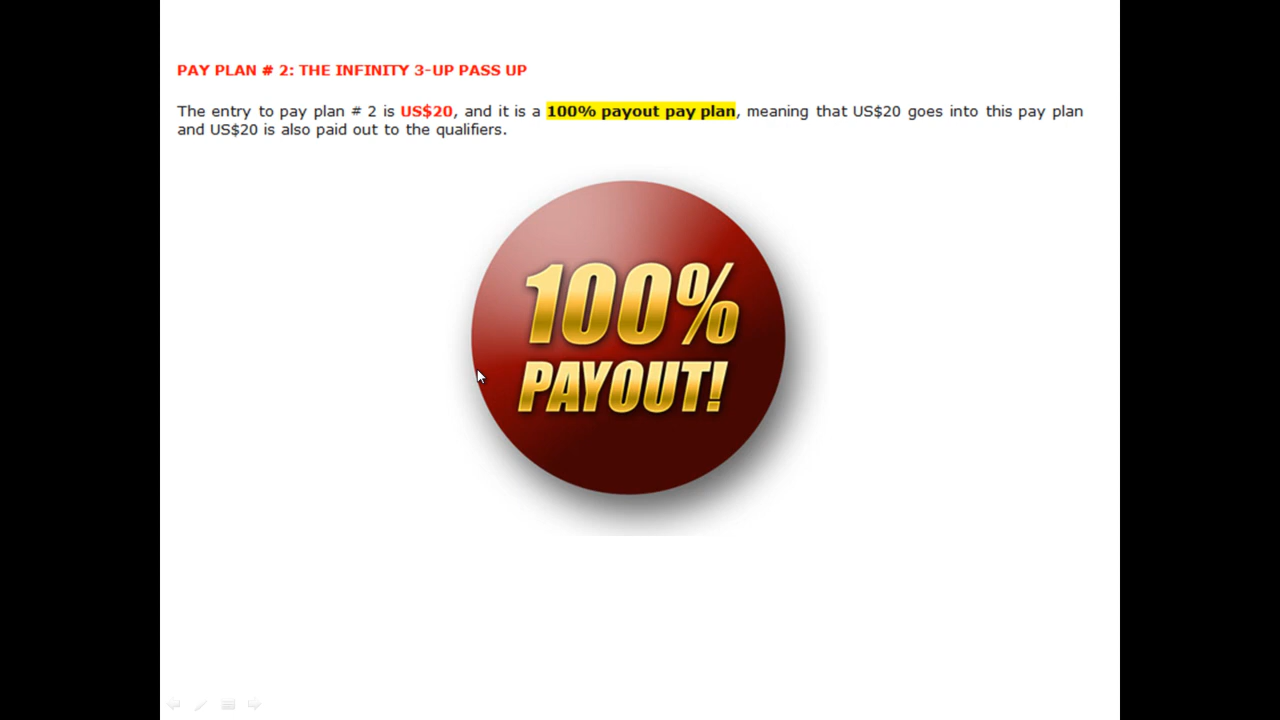 PAY PLAN # 2: THE INFINITY 3-UP PASS UP
The entry to pay plan # 2 is US$20, and it is a 100% payout pay plan, meaning that US$20 goes into this pay plan
and US$20 is also paid out to the qualifiers.
100%
PAYOUT!